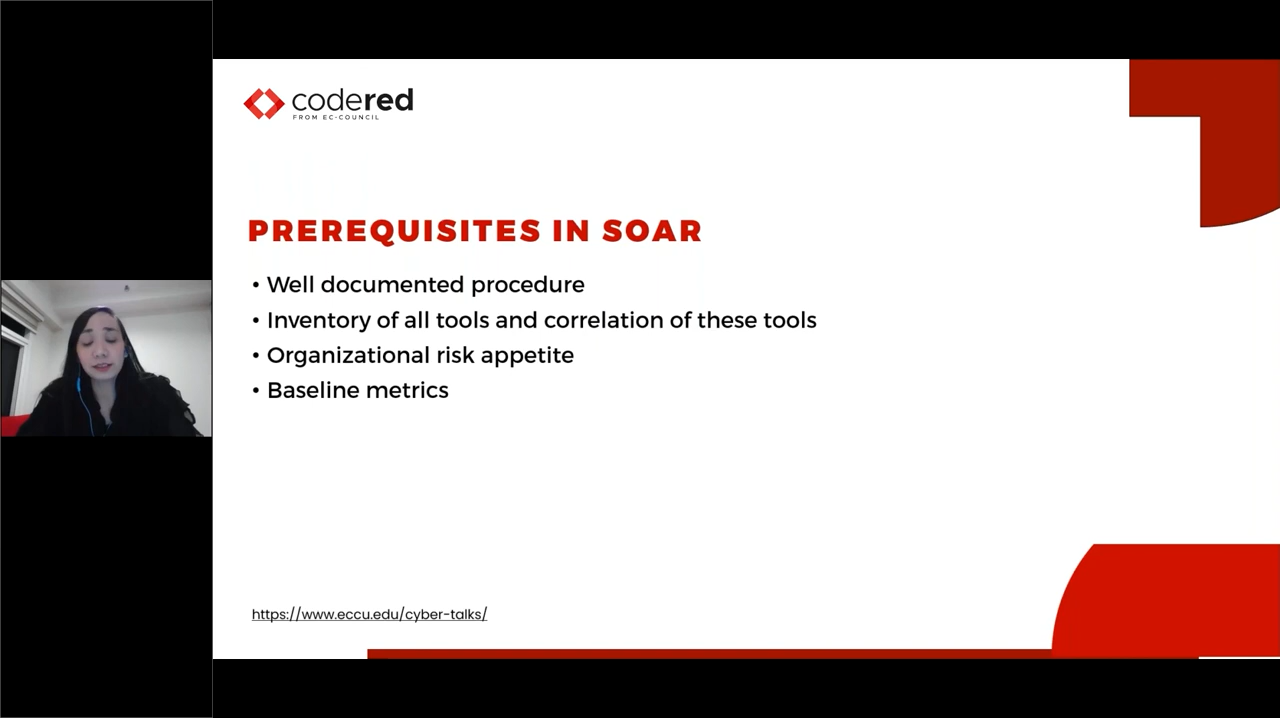 codered
FROM EC-COUNCIL
PREREQUISITES IN SOAR
• Well documented procedure
• Inventory of all tools and correlation of these tools
• Organizational risk appetite
• Baseline metrics
https://www.eccu.edu/cyber-talks/